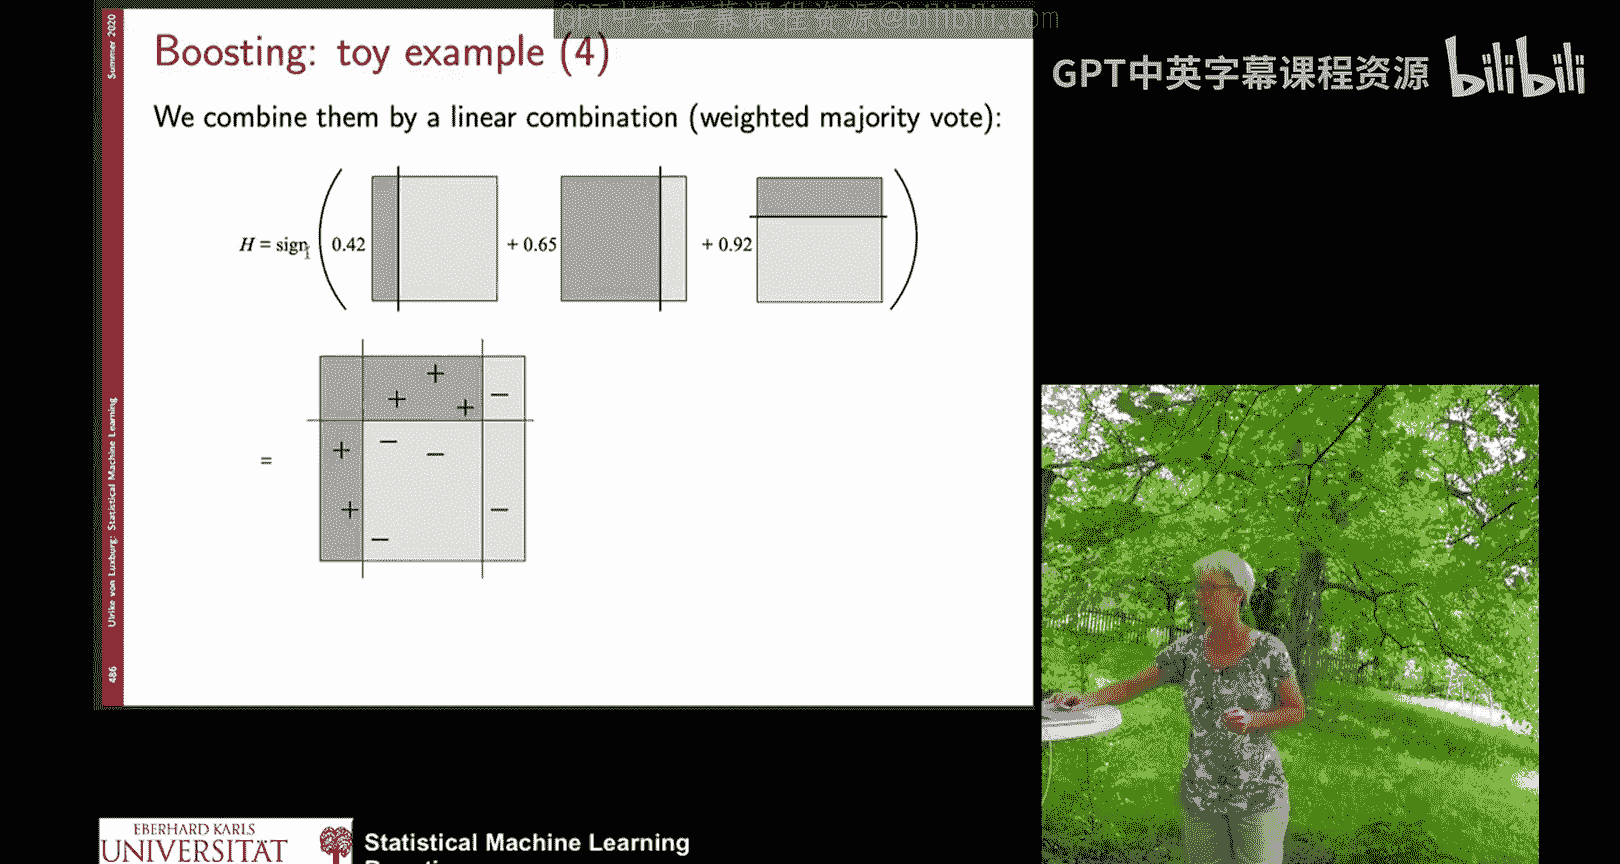 GPT中英字幕课程资源@bilibili.com
Summer 2020
Boosting: toy example (4)
GPT中英字幕课程资源 bilibili
We combine them by a linear combination (weighted majority vote):
H = sign ( 0.42 + 0.65 + 0.92 )
+
+ + −
+ − −
=
+ −
−
Ulrike von Luxburg: Statistical Machine Learning
486
EBERHARD KARLS
UNIVERSITÄT
Statistical Machine Learning